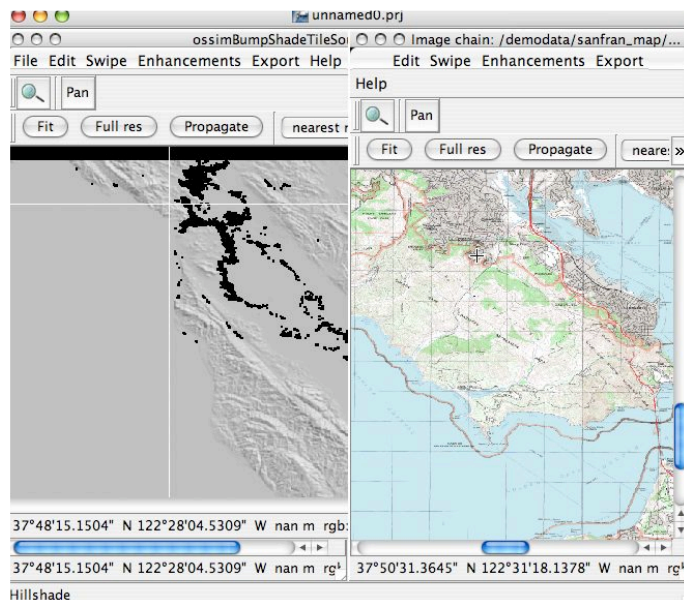 unnamed0.prj
ossimBumpShadeTileSou
File Edit Swipe Enhancements Export Help
Pan
Fit Full res Propagate nearest r
37°48'15.1504" N 122°28'04.5309" W nan m rgb:
37°48'15.1504" N 122°28'04.5309" W nan m rgb
Hillshade
Image chain: /demodata/sanfran_map/...
Edit Swipe Enhancements Export
Help
Pan
Fit Full res Propagate neare: »
37°50'31.3645" N 122°31'18.1378" W nan m